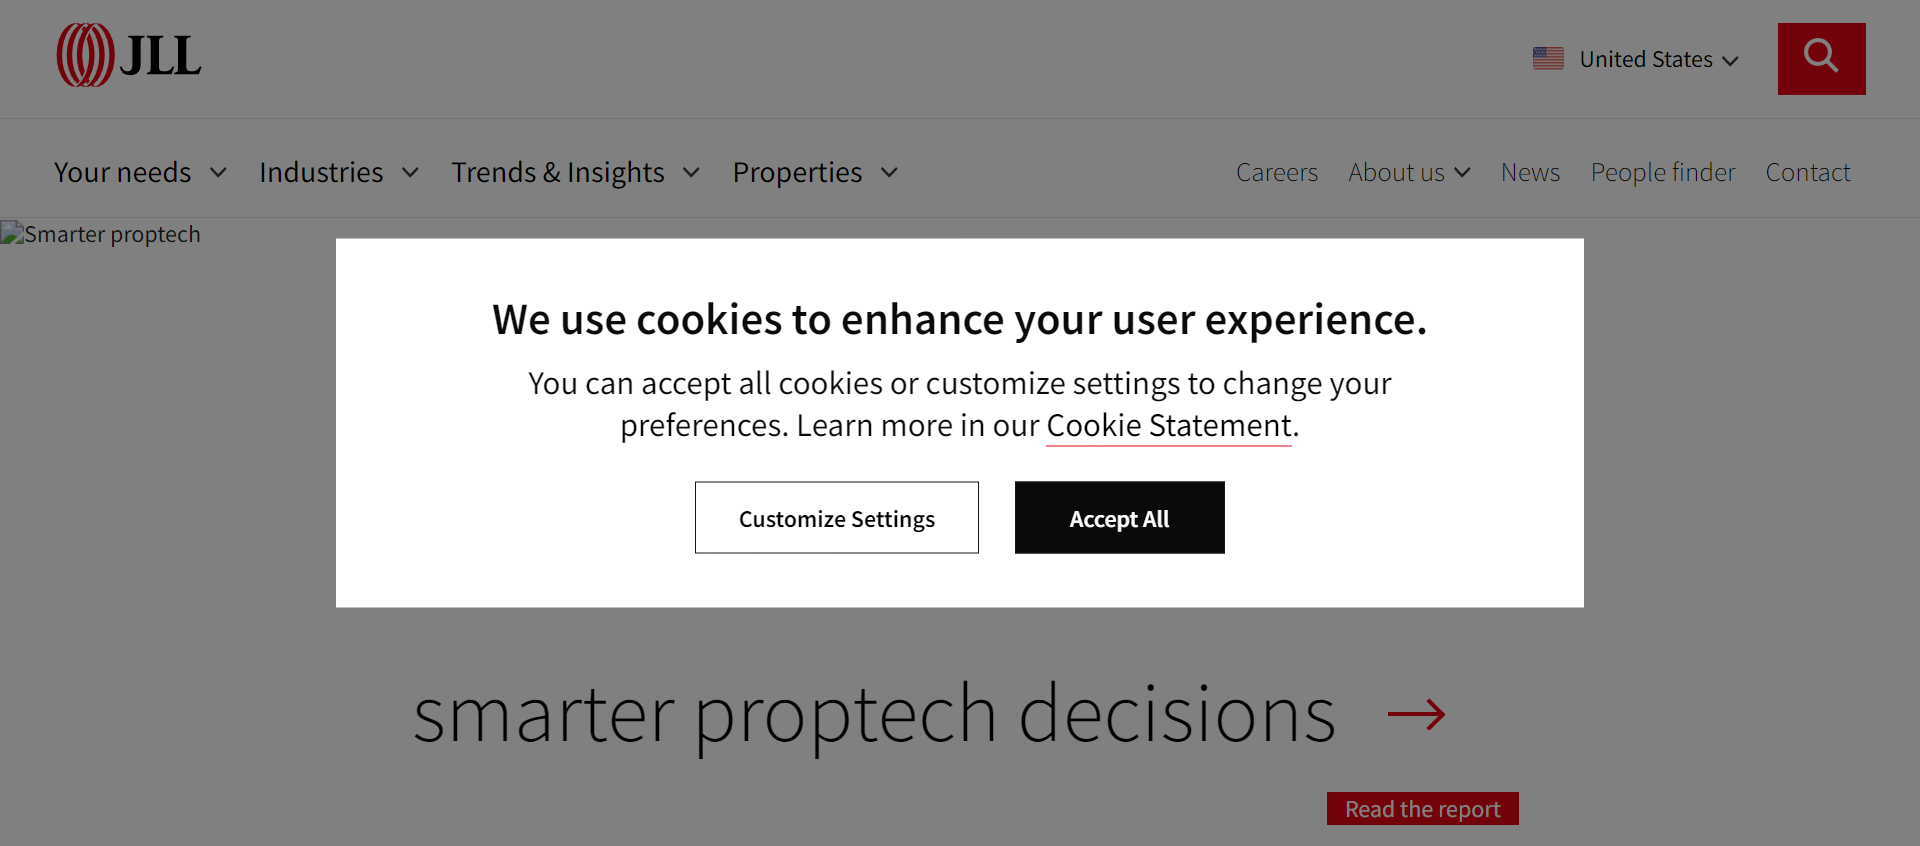 JLL
United States
Your needs Industries Trends & Insights Properties Careers About us News People finder Contact
Smarter proptech
We use cookies to enhance your user experience.
You can accept all cookies or customize settings to change your
preferences. Learn more in our Cookie Statement.
Customize Settings Accept All
smarter proptech decisions
Read the report